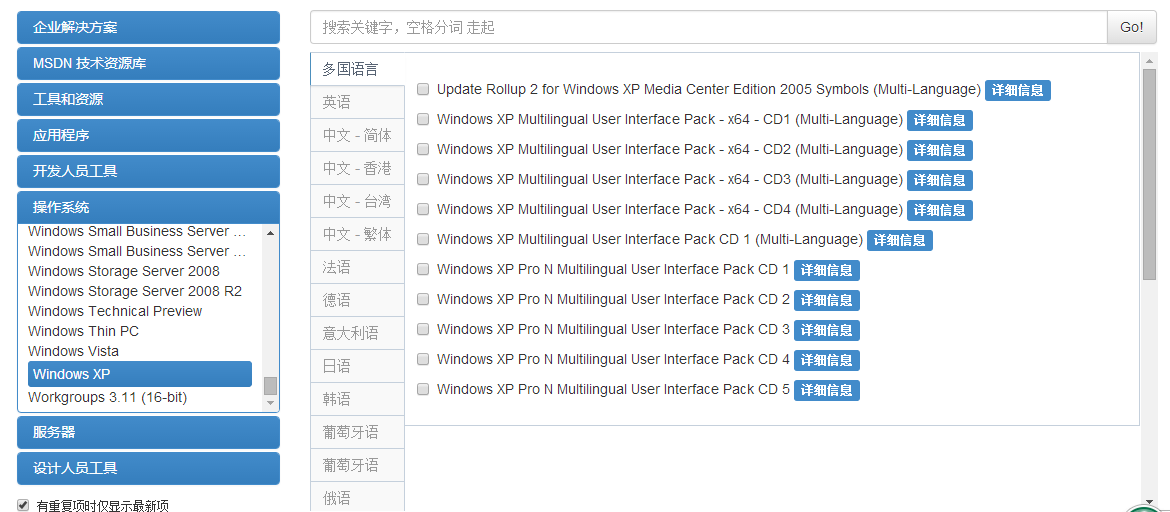 企业解决方案
MSDN 技术资源库
工具和资源
应用程序
开发人员工具
操作系统
Windows Small Business Server ...
Windows Small Business Server ...
Windows Storage Server 2008
Windows Storage Server 2008 R2
Windows Technical Preview
Windows Thin PC
Windows Vista
Windows XP
Workgroups 3.11 (16-bit)
服务器
设计人员工具
有重复项时仅显示最新项
搜索关键字，空格分词 走起
Go!
多国语言
英语
中文 - 简体
中文 - 香港
中文 - 台湾
中文 - 繁体
法语
德语
意大利语
日语
韩语
葡萄牙语
葡萄牙语
俄语
Update Rollup 2 for Windows XP Media Center Edition 2005 Symbols (Multi-Language) 详细信息
Windows XP Multilingual User Interface Pack - x64 - CD1 (Multi-Language) 详细信息
Windows XP Multilingual User Interface Pack - x64 - CD2 (Multi-Language) 详细信息
Windows XP Multilingual User Interface Pack - x64 - CD3 (Multi-Language) 详细信息
Windows XP Multilingual User Interface Pack - x64 - CD4 (Multi-Language) 详细信息
Windows XP Multilingual User Interface Pack CD 1 (Multi-Language) 详细信息
Windows XP Pro N Multilingual User Interface Pack CD 1 详细信息
Windows XP Pro N Multilingual User Interface Pack CD 2 详细信息
Windows XP Pro N Multilingual User Interface Pack CD 3 详细信息
Windows XP Pro N Multilingual User Interface Pack CD 4 详细信息
Windows XP Pro N Multilingual User Interface Pack CD 5 详细信息